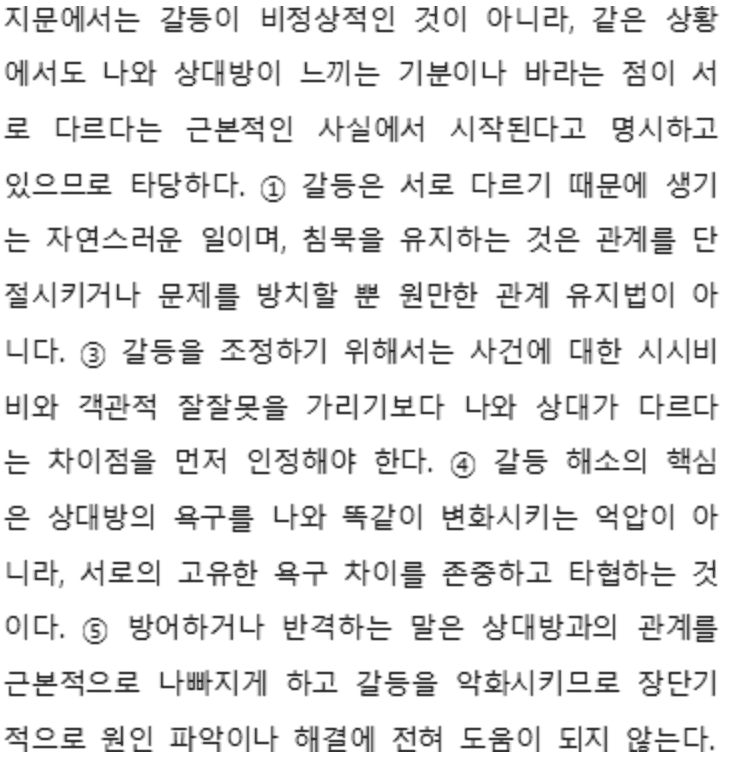 지문에서는 갈등이 비정상적인 것이 아니라, 같은 상황
에서도 나와 상대방이 느끼는 기분이나 바라는 점이 서
로 다르다는 근본적인 사실에서 시작된다고 명시하고
있으므로 타당하다. ① 갈등은 서로 다르기 때문에 생기
는 자연스러운 일이며, 침묵을 유지하는 것은 관계를 단
절시키거나 문제를 방치할 뿐 원만한 관계 유지법이 아
니다. ③ 갈등을 조정하기 위해서는 사건에 대한 시시비
비와 객관적 잘잘못을 가리기보다 나와 상대가 다르다
는 차이점을 먼저 인정해야 한다. ④ 갈등 해소의 핵심
은 상대방의 욕구를 나와 똑같이 변화시키는 억압이 아
니라, 서로의 고유한 욕구 차이를 존중하고 타협하는 것
이다. ⑤ 방어하거나 반격하는 말은 상대방과의 관계를
근본적으로 나빠지게 하고 갈등을 악화시키므로 장단기
적으로 원인 파악이나 해결에 전혀 도움이 되지 않는다.